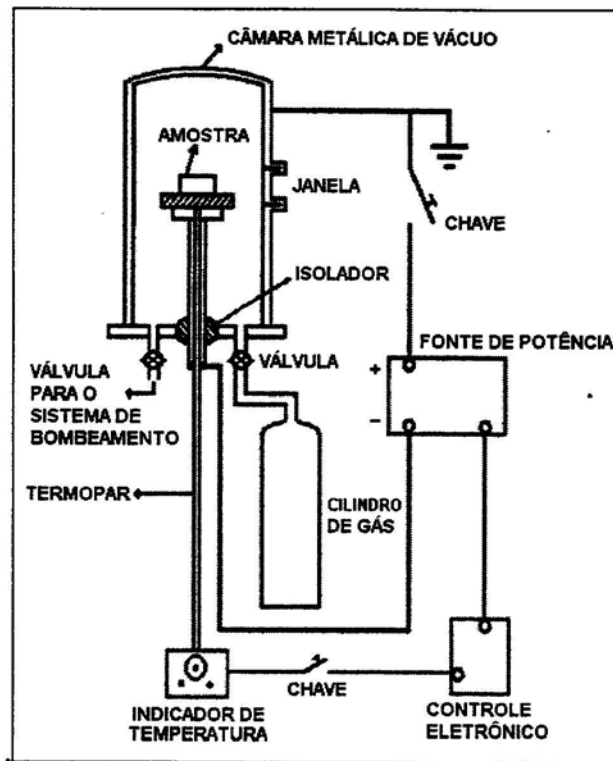 CÂMARA METÁLICA DE VÁCUO
AMOSTRA
JANELA
CHAVE
ISOLADOR
FONTE DE POTÊNCIA
+
VÁLVULA
PARA O
SISTEMA DE
BOMBEAMENTO
VÁLVULA
−
TERMOPAR
CILINDRO
DE GÁS
CHAVE
INDICADOR DE
TEMPERATURA
CONTROLE
ELETRÔNICO